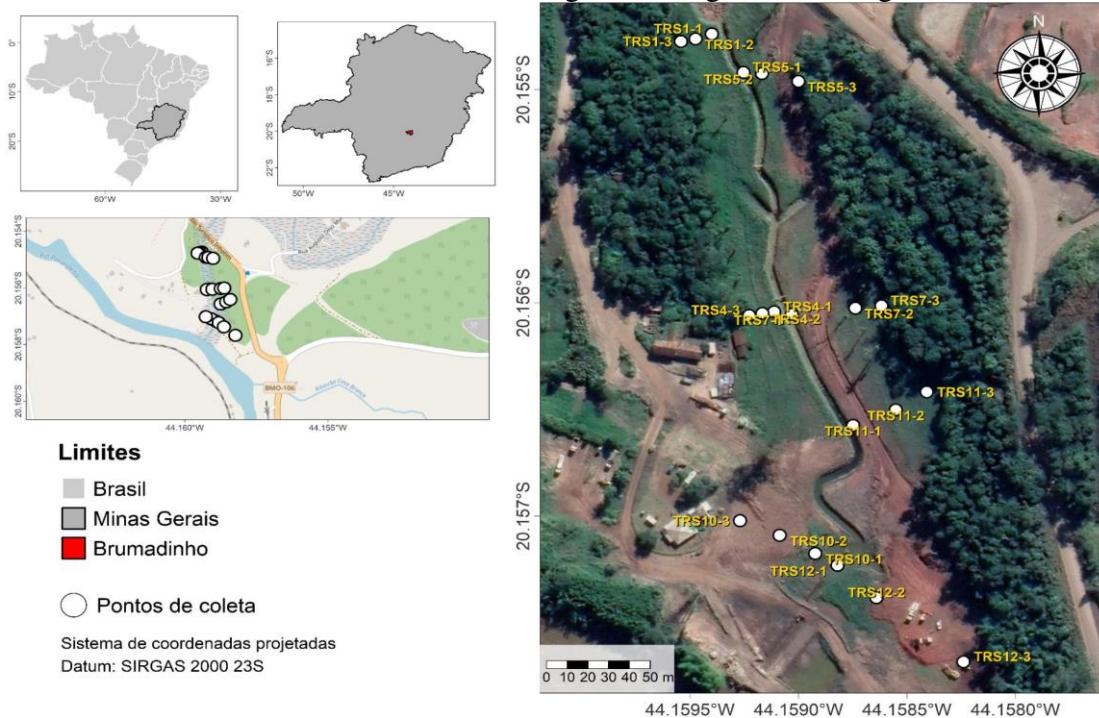 0°
10°S
20°S
60°W
30°W
16°S
18°S
20°S
22°S
50°W
45°W
20.154°S
20.156°S
20.158°S
20.160°S
44.160°W
44.155°W
BMO-106
Limites
Brasil
Minas Gerais
Brumadinho
Pontos de coleta
Sistema de coordenadas projetadas
Datum: SIRGAS 2000 23S
Ñ
TRS1-1
TRS1-3
TRS1-2
TRS5-1
TRS5-2
TRS5-3
TRS4-3
TRS4-1
TRS7-1
TRS4-2
TRS7-3
TRS7-2
TRS11-3
TRS11-2
TRS11-1
TRS10-3
TRS10-2
TRS10-1
TRS12-1
TRS12-2
TRS12-3
0 10 20 30 40 50 m
20.155°S
20.156°S
20.157°S
44.1595°W
44.1590°W
44.1585°W
44.1580°W